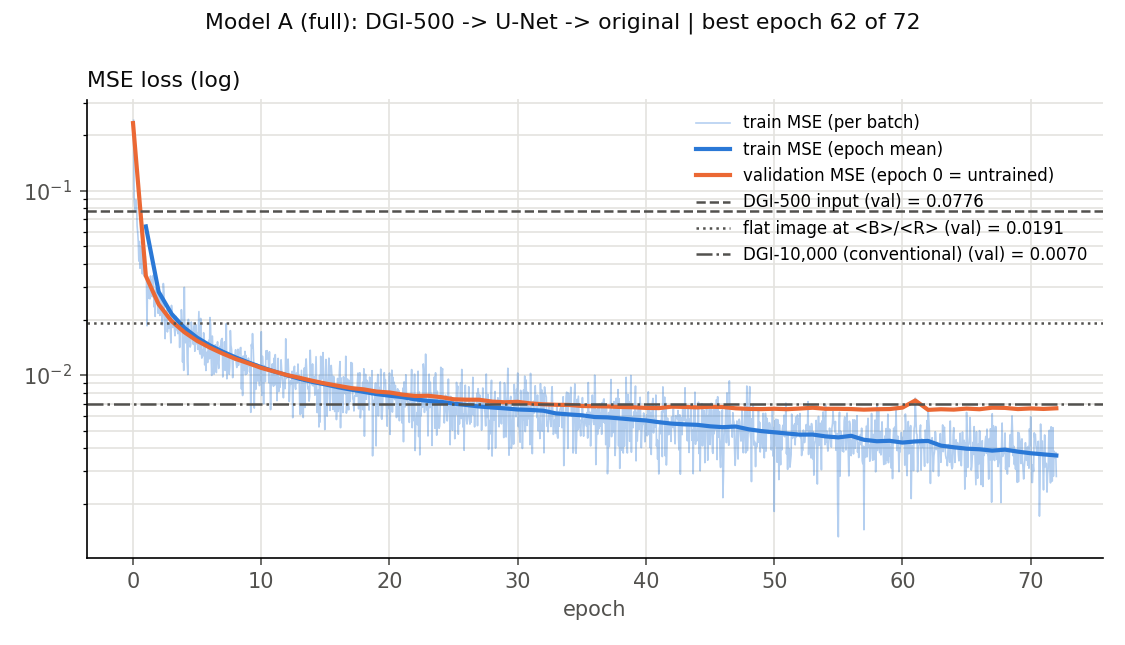 Model A (full): DGI-500 -> U-Net -> original | best epoch 62 of 72
MSE loss (log)
train MSE (per batch)
train MSE (epoch mean)
validation MSE (epoch 0 = untrained)
DGI-500 input (val) = 0.0776
flat image at <B>/<R> (val) = 0.0191
DGI-10,000 (conventional) (val) = 0.0070
10⁻¹
10⁻²
0 10 20 30 40 50 60 70
epoch